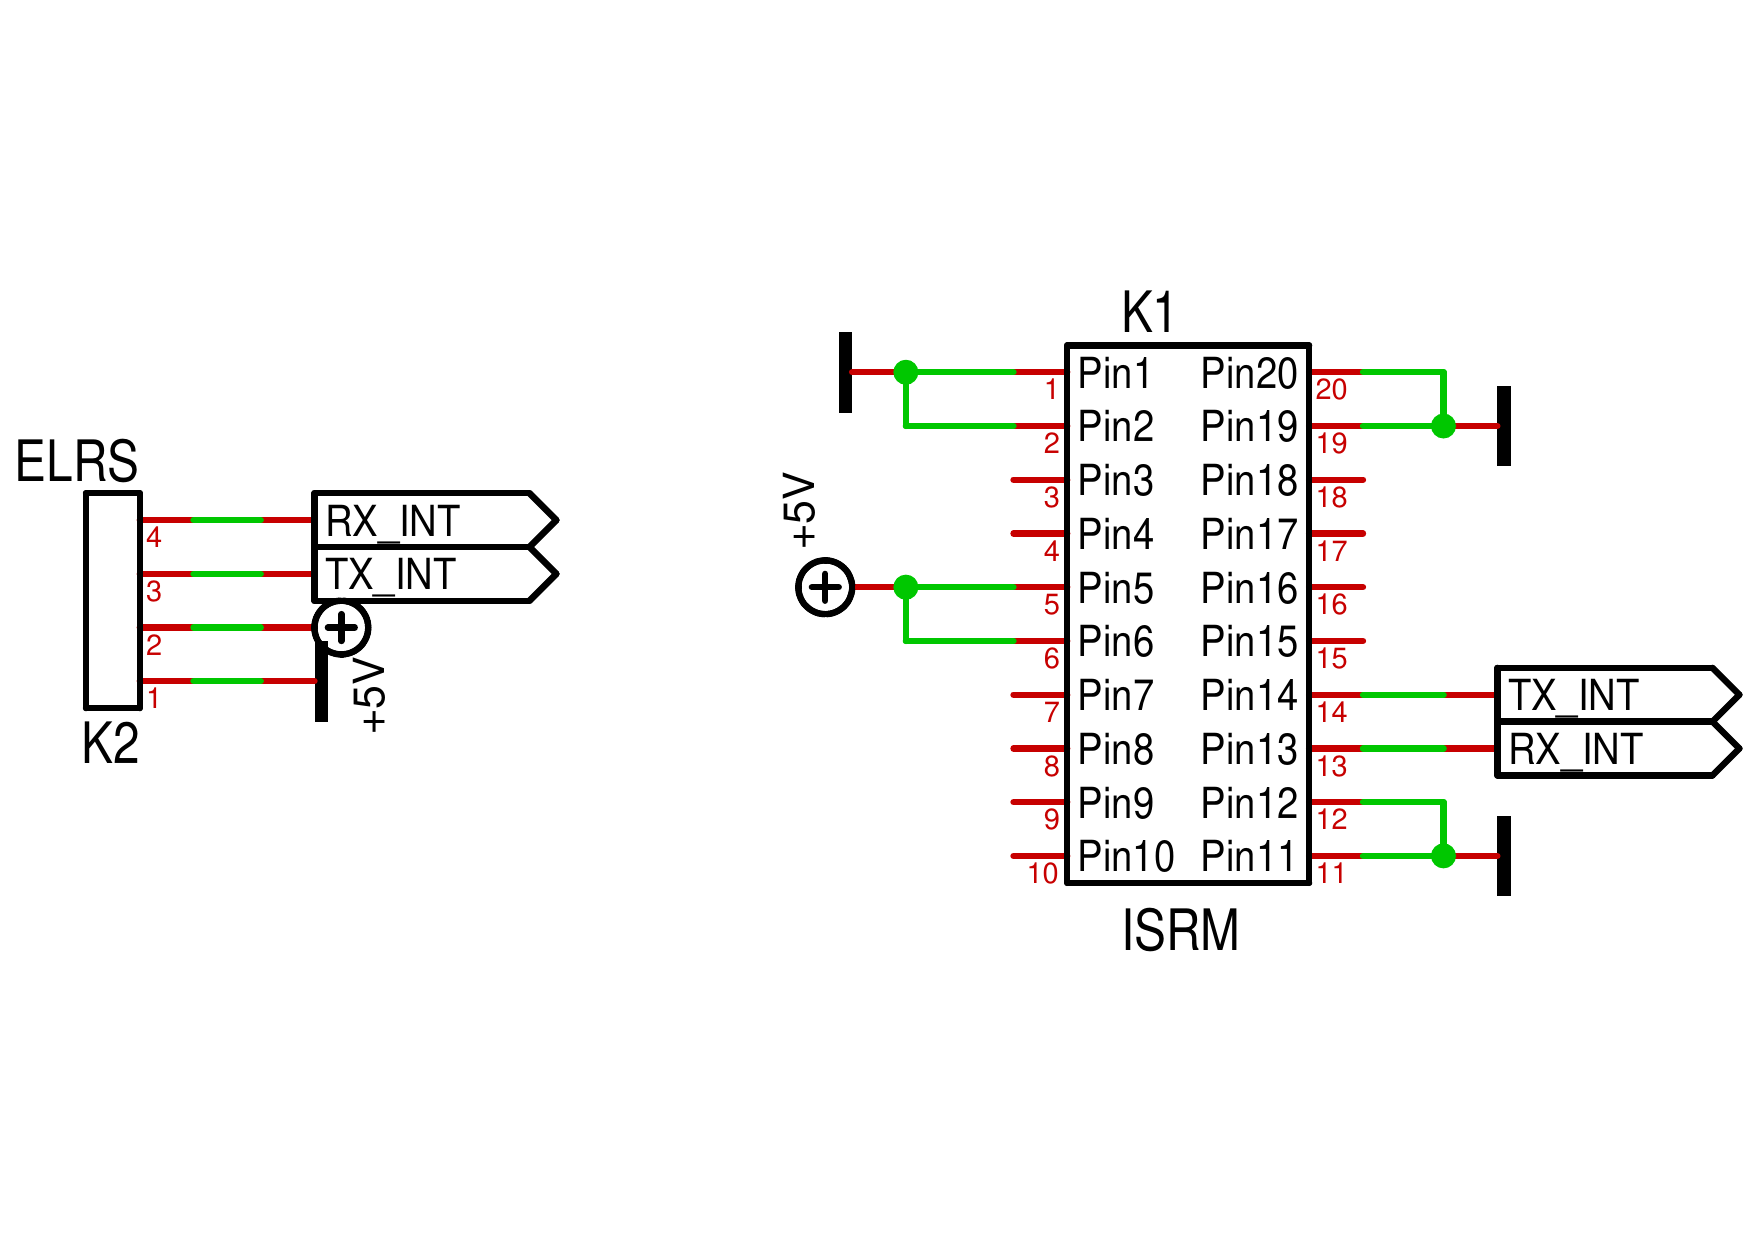 ELRS
RX_INT
4
TX_INT
3
2
+5V
1
K2
K1
Pin1 Pin20
1 20
Pin2 Pin19
2 19
Pin3 Pin18
3 18
+5V
Pin4 Pin17
4 17
Pin5 Pin16
5 16
Pin6 Pin15
6 15
Pin7 Pin14 TX_INT
7 14
Pin8 Pin13 RX_INT
8 13
Pin9 Pin12
9 12
Pin10 Pin11
10 11
ISRM